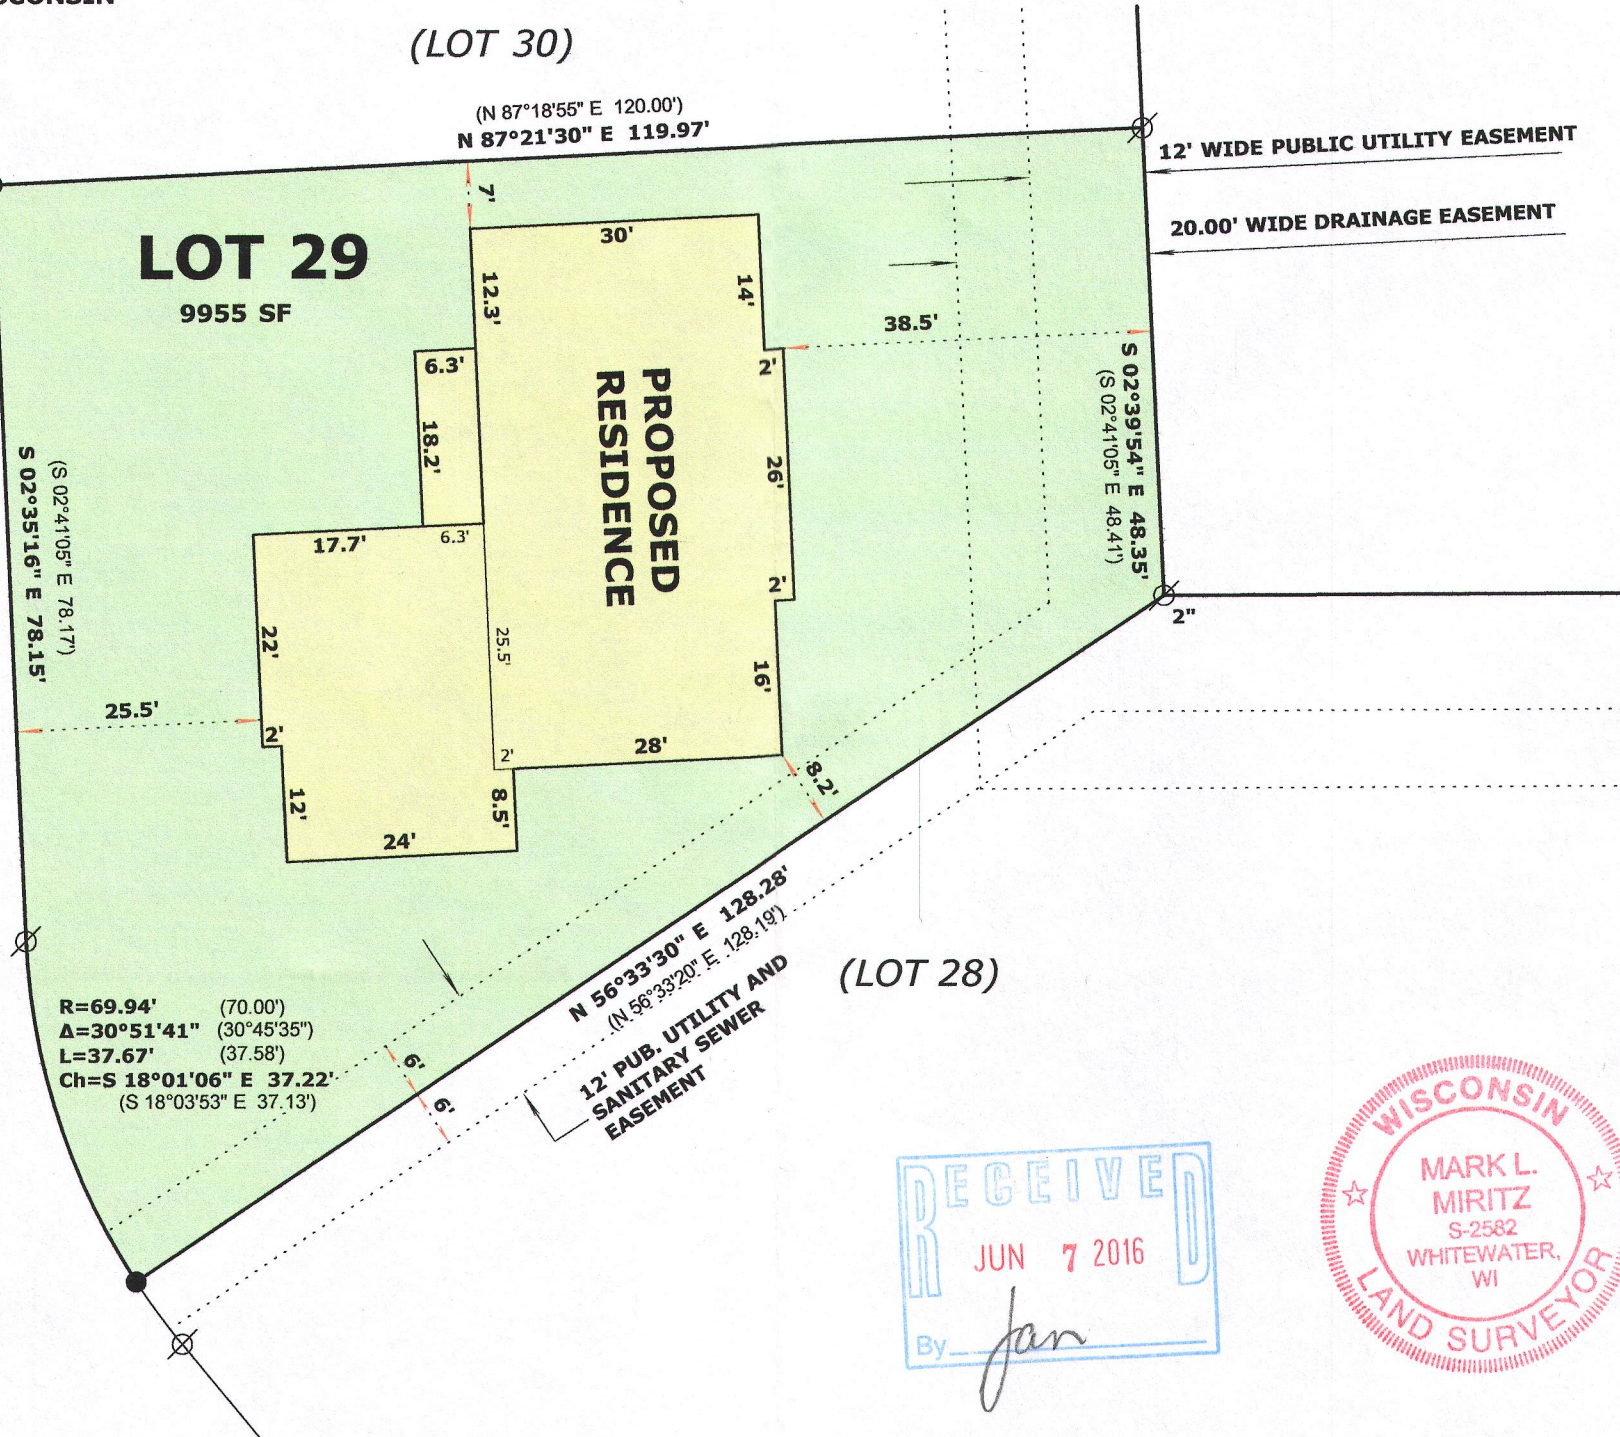 (LOT 30)
(N 87°18'55" E 120.00')
N 87°21'30" E 119.97'
12' WIDE PUBLIC UTILITY EASEMENT
20.00' WIDE DRAINAGE EASEMENT
LOT 29
9955 SF
7'
30'
12.3'
14'
38.5'
6.3'
2'
18.2'
PROPOSED
RESIDENCE
26'
S 02°39'54" E 48.35'
(S 02°41'05" E 48.41')
S 02°35'16" E 78.15'
(S 02°41'05" E 78.17')
17.7'
6.3'
2'
2"
22'
25.5'
16'
25.5'
2'
2'
28'
8.2'
12'
8.5'
24'
N 56°33'30" E 128.28'
(N 56°33'20" E 128.19')
(LOT 28)
12' PUB. UTILITY AND
SANITARY SEWER
EASEMENT
R=69.94' (70.00')
Δ=30°51'41" (30°45'35")
L=37.67' (37.58')
Ch=S 18°01'06" E 37.22'
(S 18°03'53" E 37.13')
6'
6'
RECEIVED
JUN 7 2016
By Jan
WISCONSIN
MARK L.
MIRITZ
S-2582
WHITEWATER,
WI
LAND SURVEYOR